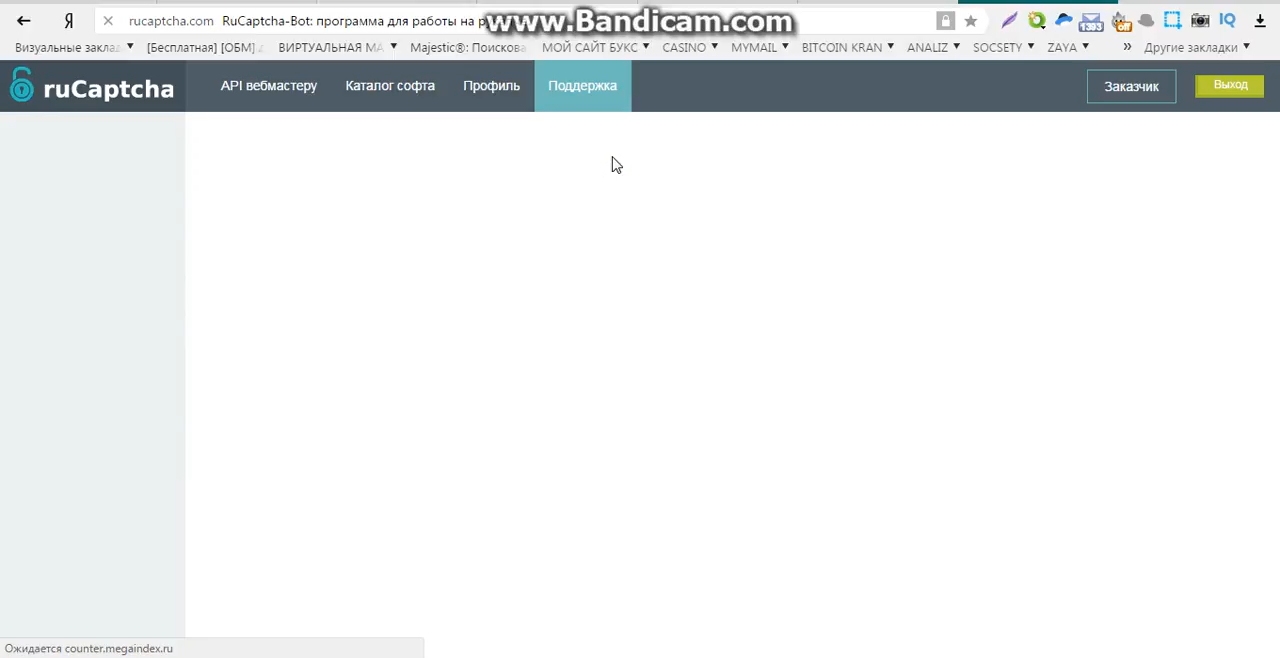 Я rucaptcha.com RuCaptcha-Bot: программа для работы на
www.Bandicam.com
Визуальные заклад [Бесплатная] [ОБМ] ВИРТУАЛЬНАЯ МА Majestic®: Поискова МОЙ САЙТ БУКС CASINO MYMAIL BITCOIN KRAN ANALIZ SOCSETY ZAYA » Другие закладки
ruCaptcha API вебмастеру Каталог софта Профиль Поддержка Заказчик Выход
Ожидается counter.megaindex.ru